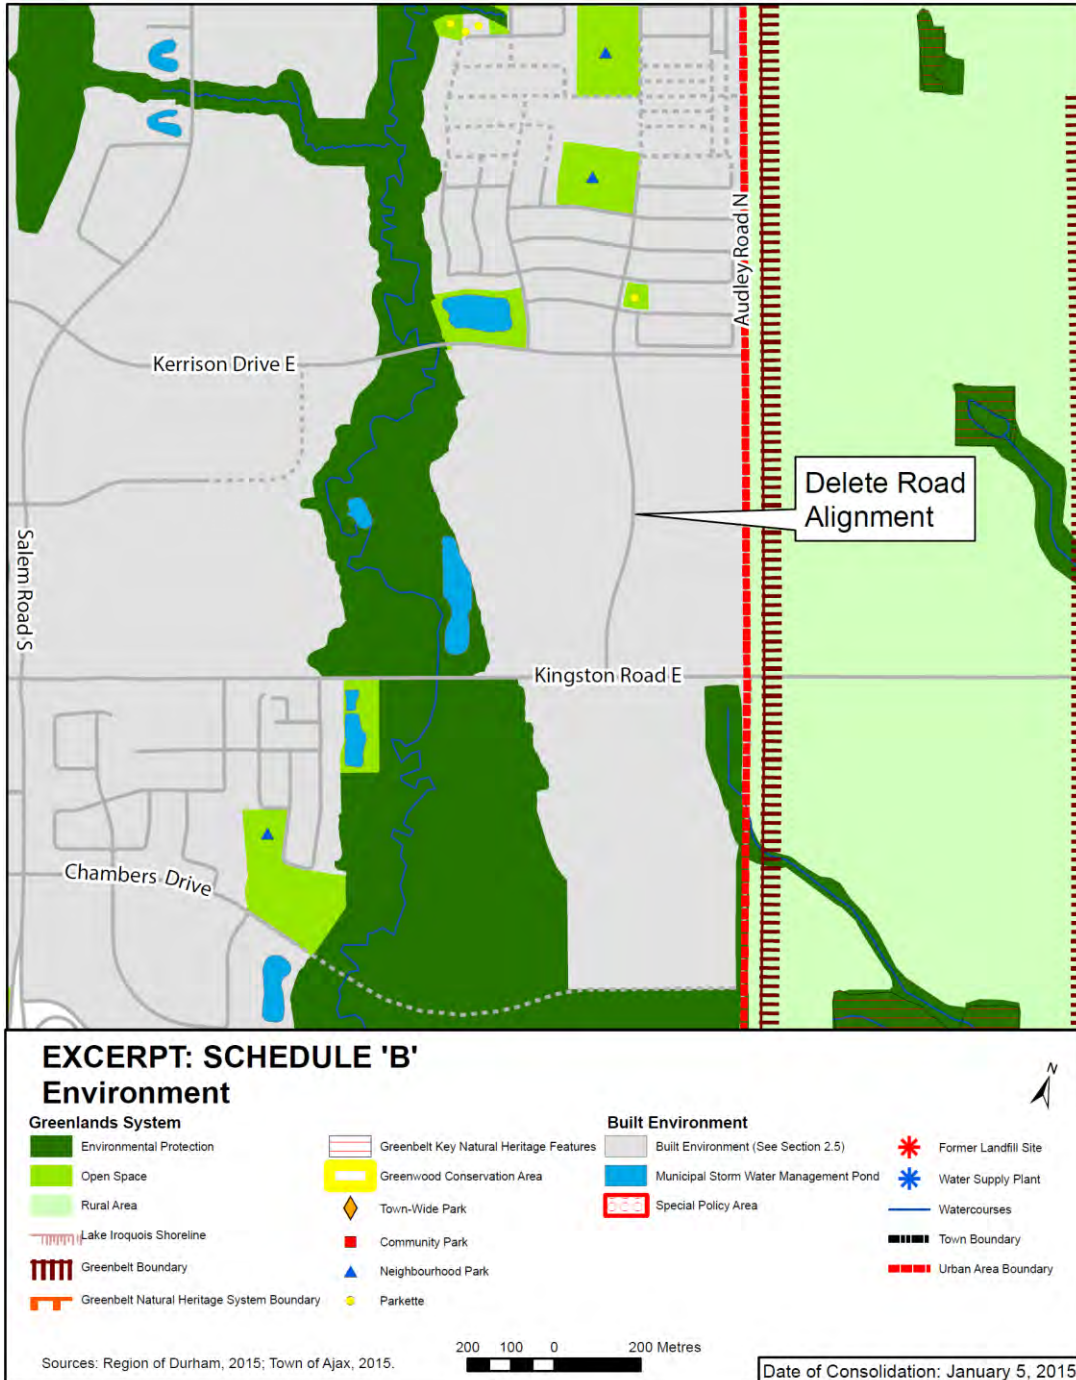 Audley Road N
Kerrison Drive E
Delete Road
Alignment
Salem Road S
Kingston Road E
Chambers Drive
EXCERPT: SCHEDULE 'B'
Environment
N
Greenlands System
Environmental Protection
Open Space
Rural Area
Lake Iroquois Shoreline
Greenbelt Boundary
Greenbelt Natural Heritage System Boundary
Greenbelt Key Natural Heritage Features
Greenwood Conservation Area
Town-Wide Park
Community Park
Neighbourhood Park
Parkette
Built Environment
Built Environment (See Section 2.5)
Municipal Storm Water Management Pond
Special Policy Area
Former Landfill Site
Water Supply Plant
Watercourses
Town Boundary
Urban Area Boundary
200 100 0 200 Metres
Sources: Region of Durham, 2015; Town of Ajax, 2015.
Date of Consolidation: January 5, 2015